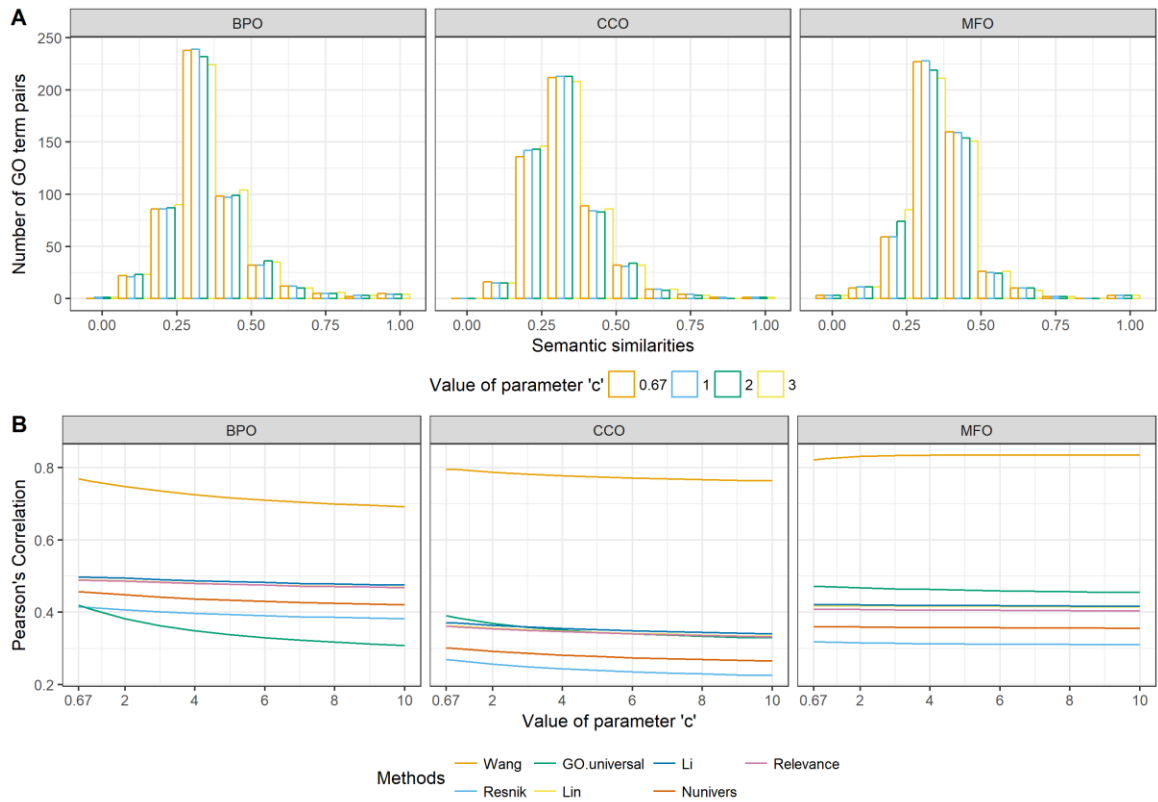 A
BPO CCO MFO
Number of GO term pairs
250
200
150
100
50
0
0.00 0.25 0.50 0.75 1.00 0.00 0.25 0.50 0.75 1.00 0.00 0.25 0.50 0.75 1.00
Semantic similarities
Value of parameter 'c' 0.67 1 2 3
B
BPO CCO MFO
Pearson's Correlation
0.8
0.6
0.4
0.2
0.67 2 4 6 8 10 0.67 2 4 6 8 10 0.67 2 4 6 8 10
Value of parameter 'c'
Methods
Wang GO.universal Li Relevance
Resnik Lin Nunivers